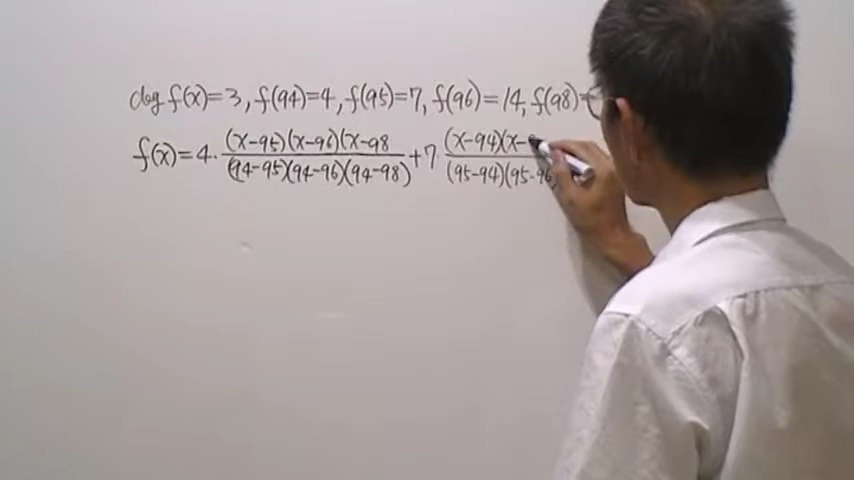 deg f(x)=3, f(94)=4, f(95)=7, f(96)=14, f(98)=
f(x)=4·(x-95)(x-96)(x-98/(94-95)(94-96)(94-98)+7·(x-94)(x-/(95-94)(95-96